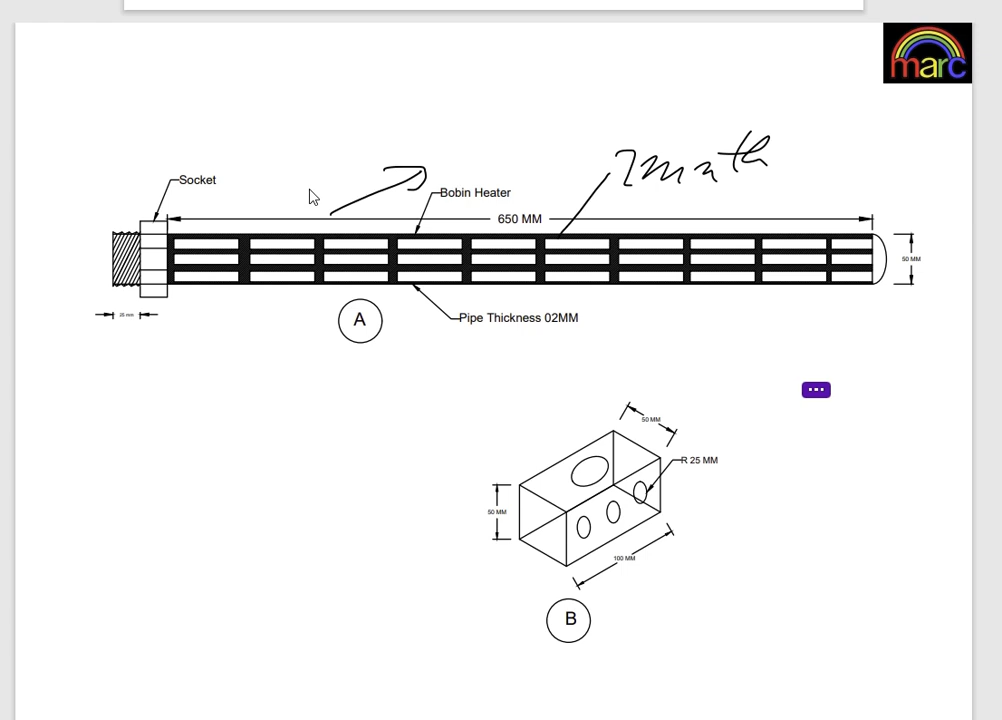 marc
Socket
Bobin Heater
650 MM
50 MM
25 mm
A
Pipe Thickness 02MM
50 MM
R 25 MM
50 MM
100 MM
B